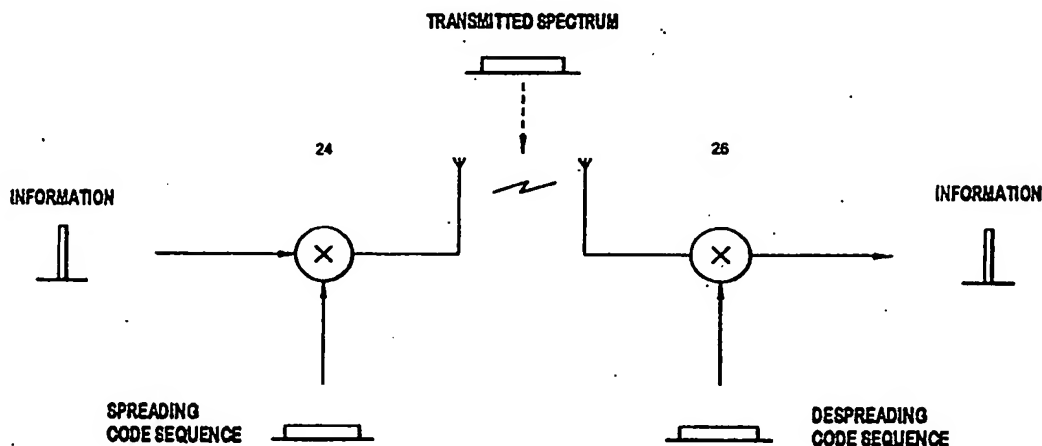 TRANSMITTED SPECTRUM
24
26
INFORMATION
INFORMATION
SPREADING
CODE SEQUENCE
DESPREADING
CODE SEQUENCE